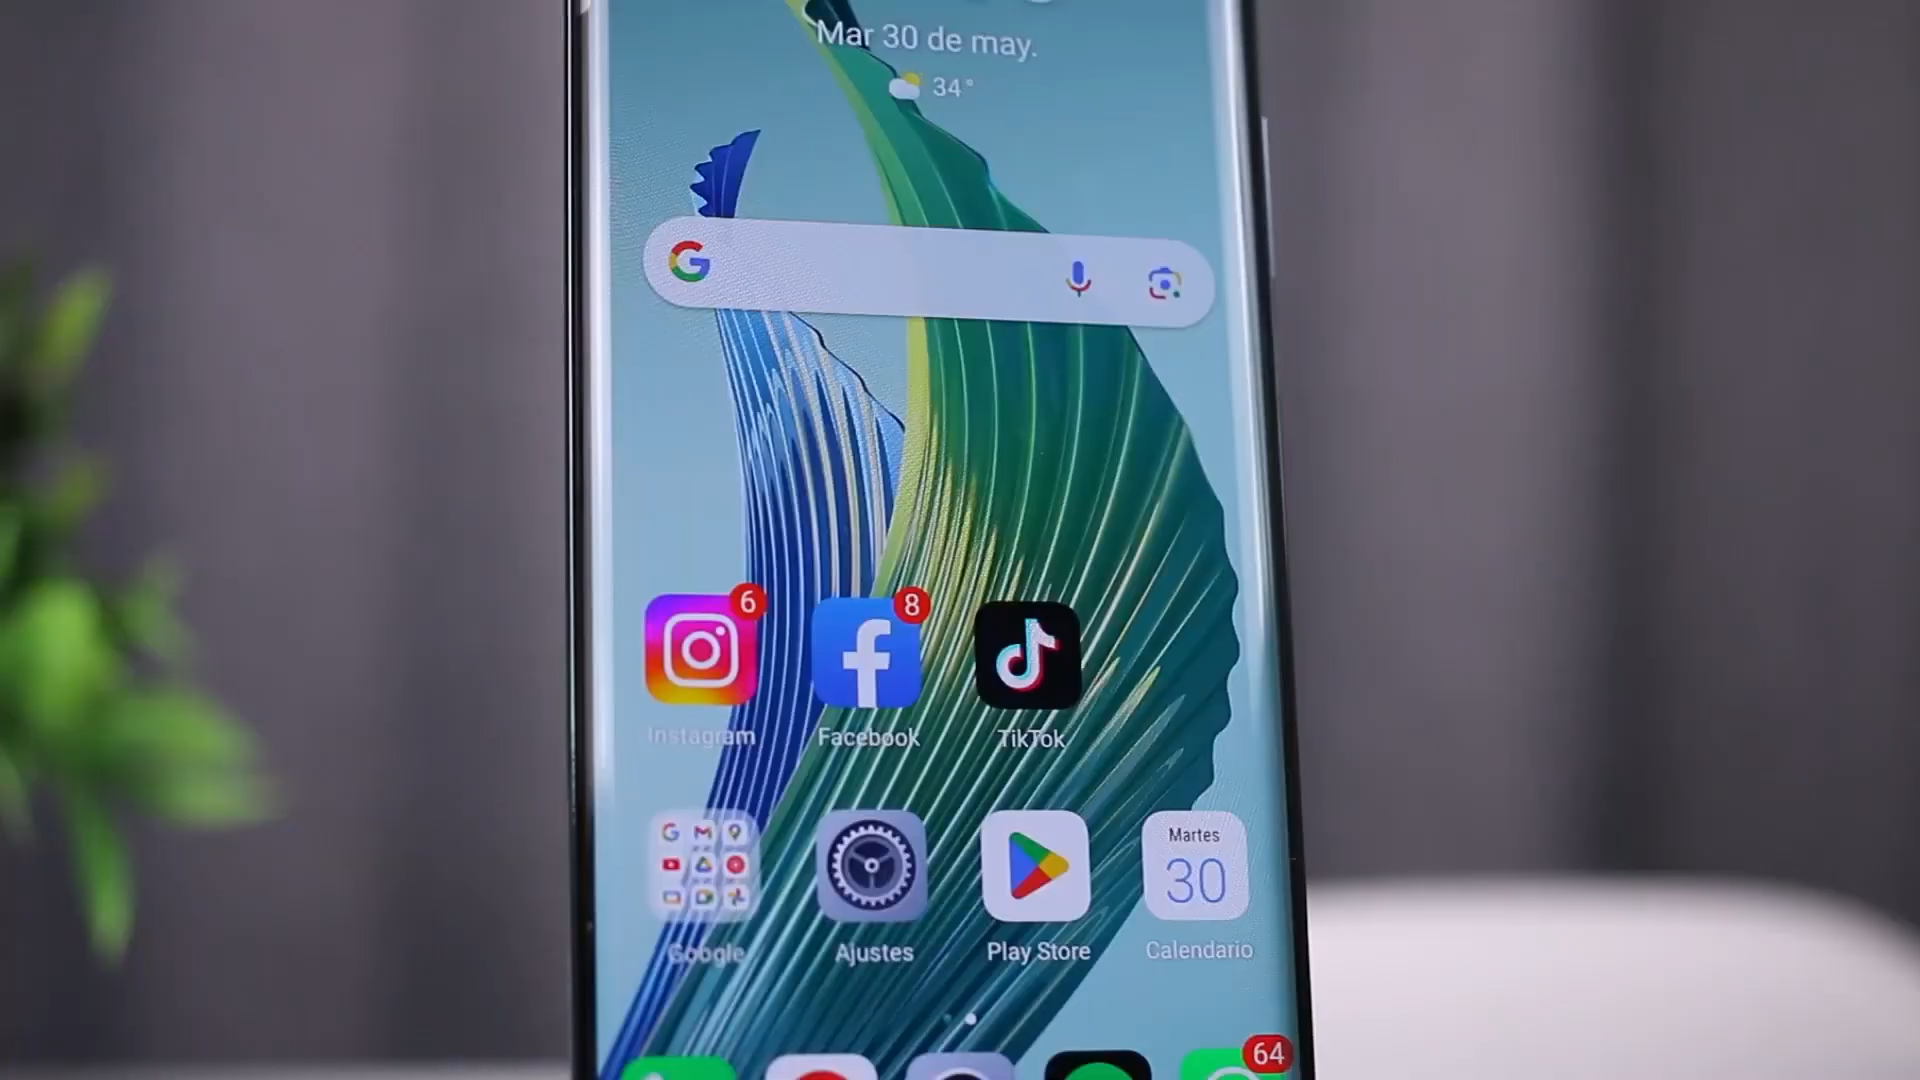 Mar 30 de may.
34°
6
8
Instagram
Facebook
TikTok
Martes
30
Google
Ajustes
Play Store
Calendario
64